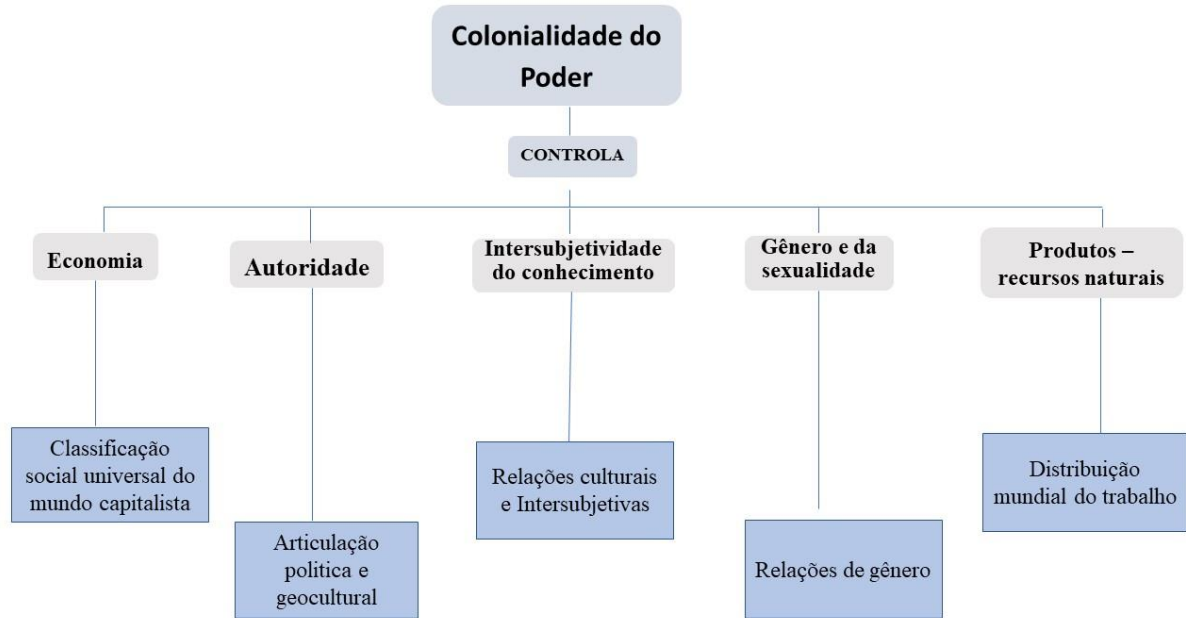 Colonialidade do
Poder
CONTROLA
Economia
Autoridade
Intersubjetividade
do conhecimento
Gênero e da
sexualidade
Produtos –
recursos naturais
Classificação
social universal do
mundo capitalista
Articulação
politica e
geocultural
Relações culturais
e Intersubjetivas
Relações de gênero
Distribuição
mundial do trabalho